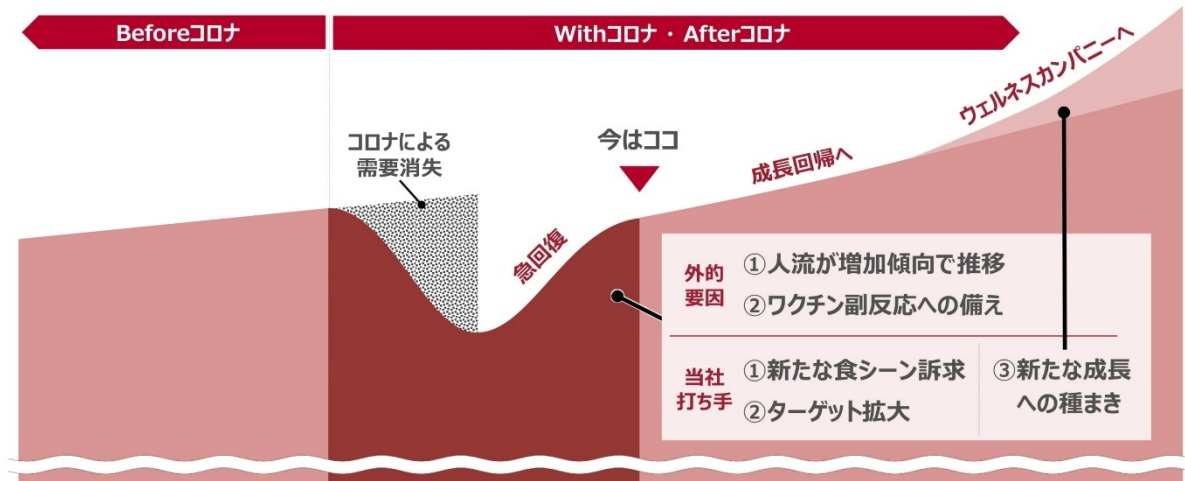 Beforeコロナ
Withコロナ・Afterコロナ
コロナによる
需要消失
今はココ
急回復
成長回帰へ
ウェルネスカンパニーへ
外的
要因
①人流が増加傾向で推移
②ワクチン副反応への備え
当社
打ち手
①新たな食シーン訴求
②ターゲット拡大
③新たな成長
への種まき